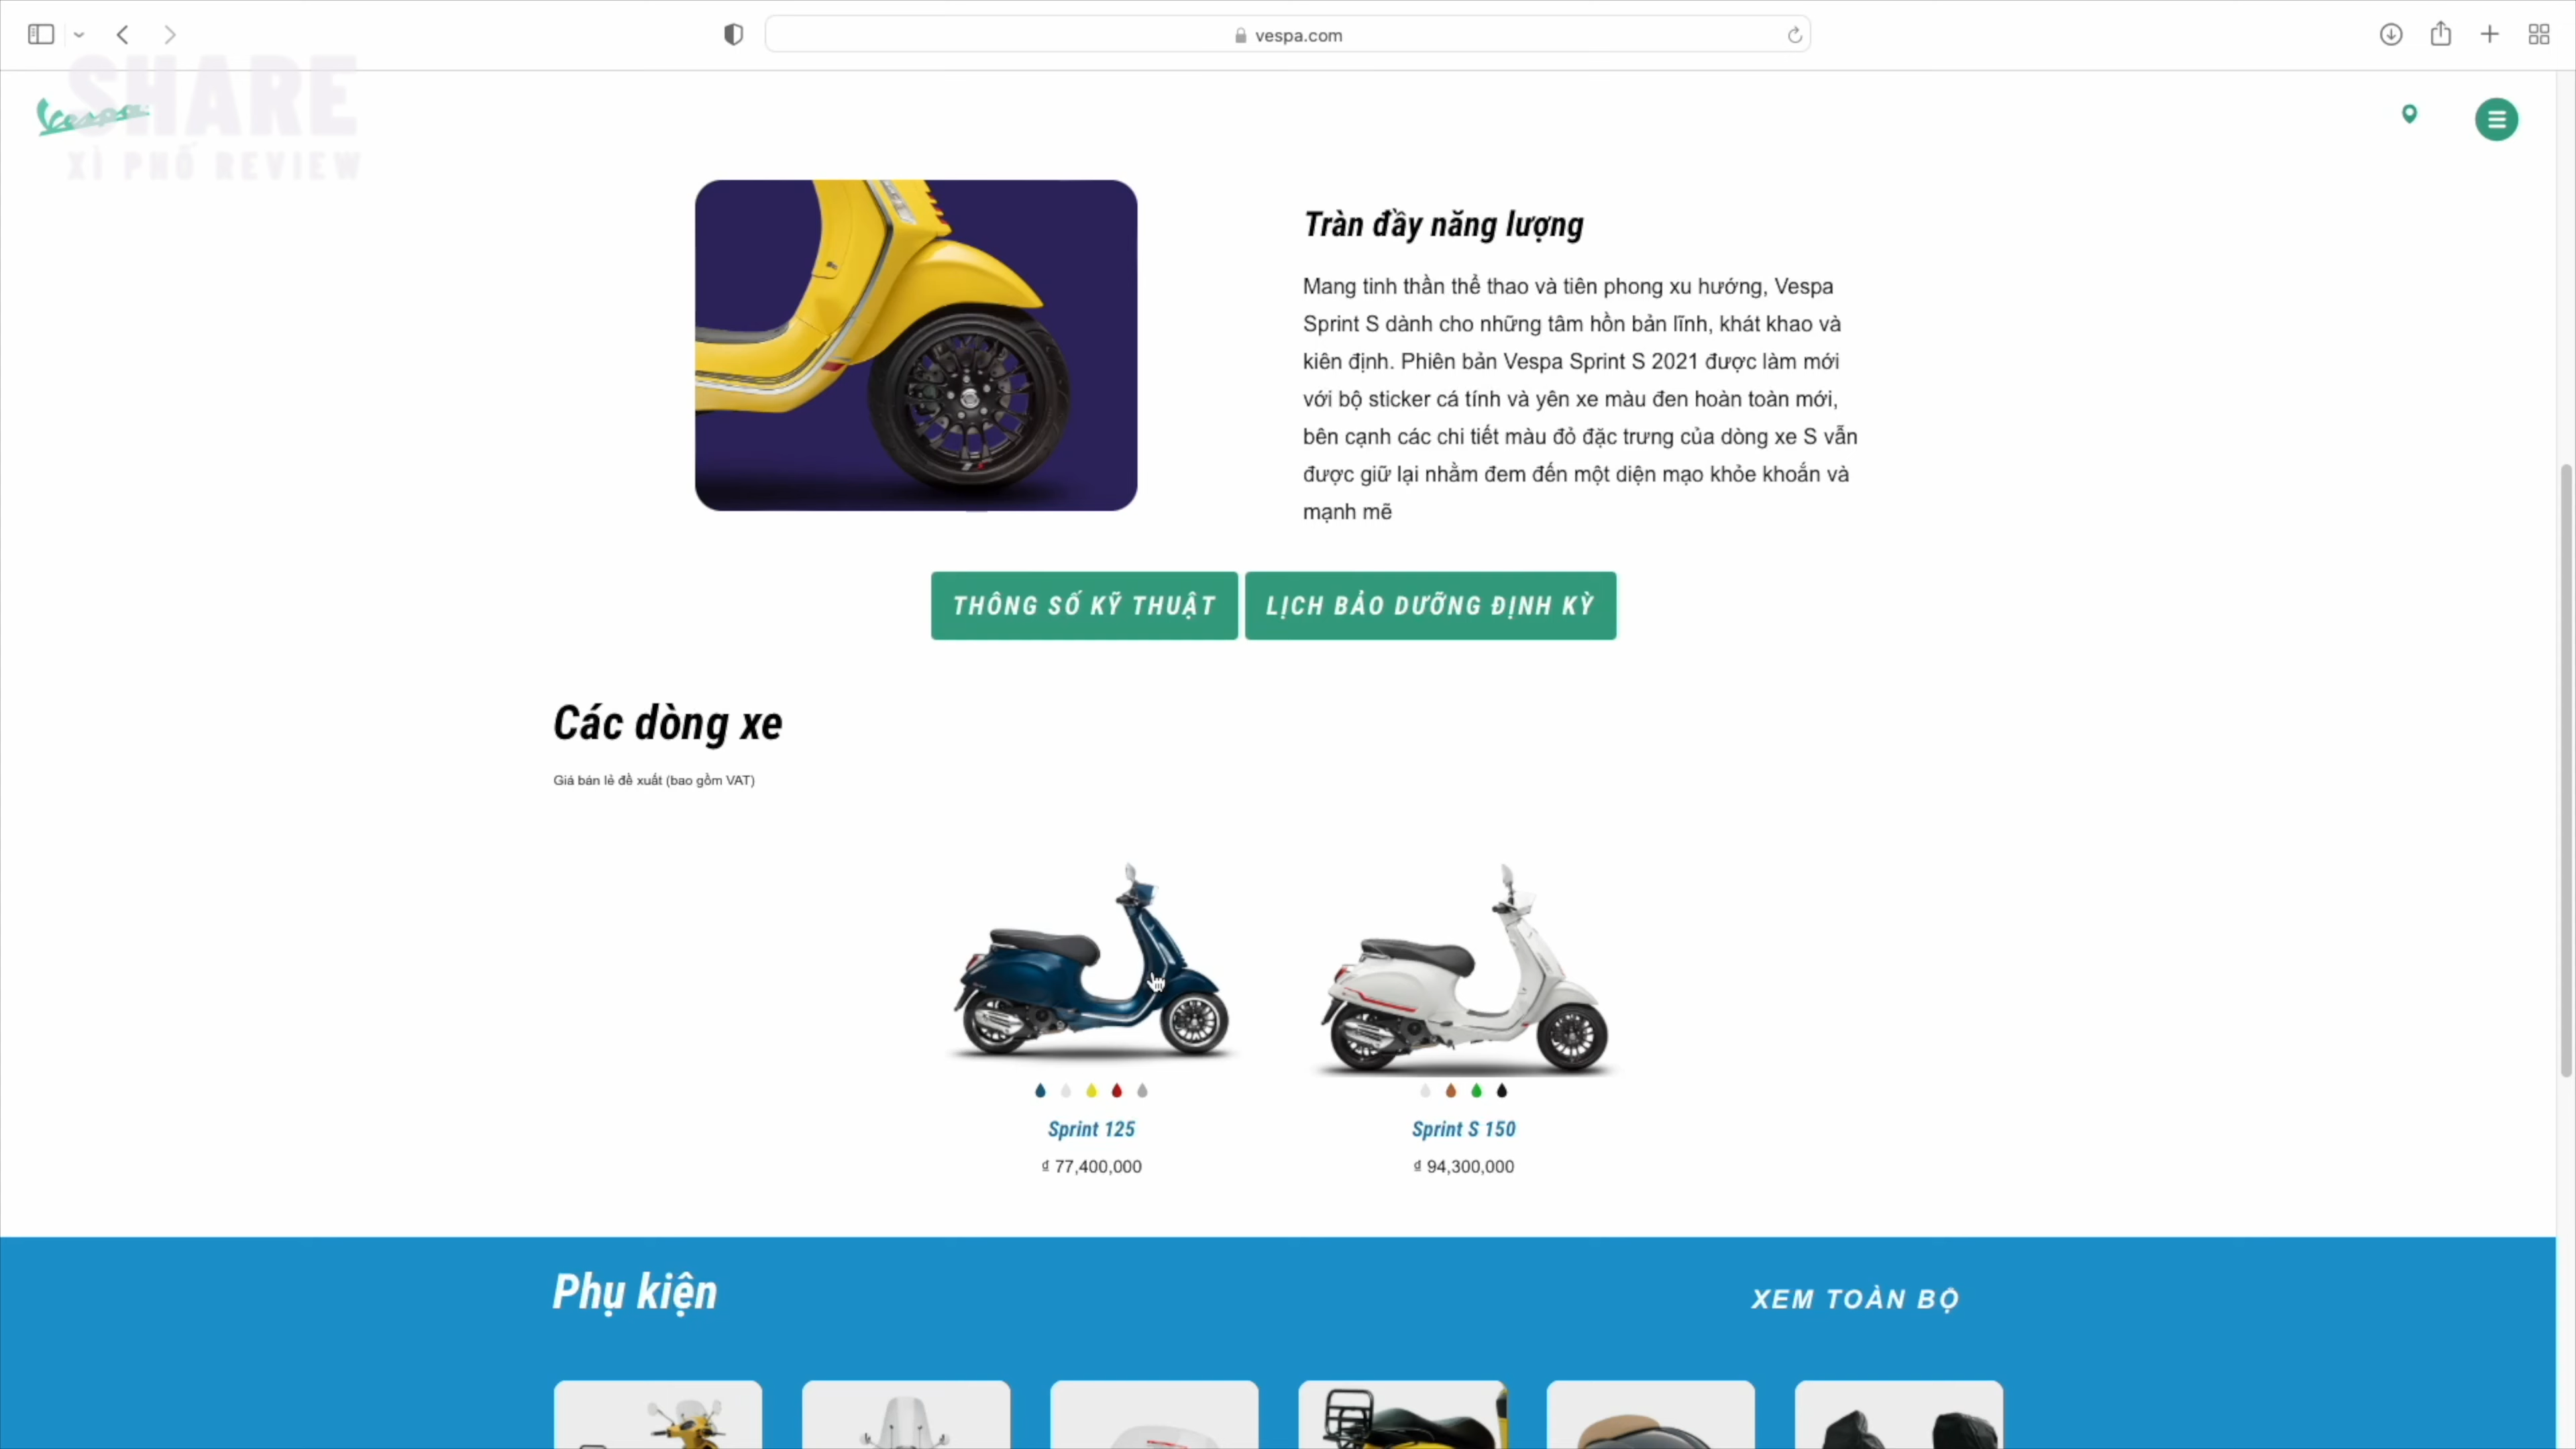 vespa.com
SHARE
XÌ PHỐ REVIEW
Vespa
Tràn đầy năng lượng
Mang tinh thần thể thao và tiên phong xu hướng, Vespa
Sprint S dành cho những tâm hồn bản lĩnh, khát khao và
kiên định. Phiên bản Vespa Sprint S 2021 được làm mới
với bộ sticker cá tính và yên xe màu đen hoàn toàn mới,
bên cạnh các chi tiết màu đỏ đặc trưng của dòng xe S vẫn
được giữ lại nhằm đem đến một diện mạo khỏe khoắn và
mạnh mẽ
THÔNG SỐ KỸ THUẬT
LỊCH BẢO DƯỠNG ĐỊNH KỲ
Các dòng xe
Giá bán lẻ đề xuất (bao gồm VAT)
Sprint 125
₫ 77,400,000
Sprint S 150
₫ 94,300,000
Phụ kiện
XEM TOÀN BỘ